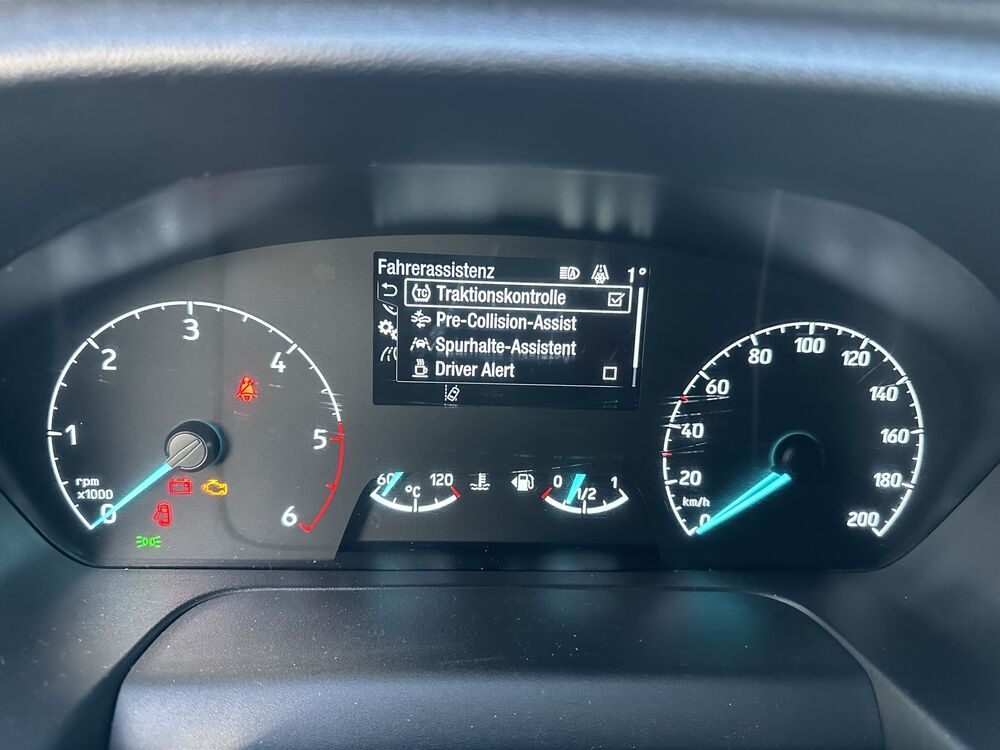 Fahrerassistenz 1°
TC Traktionskontrolle
Pre-Collision-Assist
Spurhalte-Assistent
Driver Alert
0
1
2
3
4
5
6
rpm
x1000
60 120
°C
0 1/2 1
0
20
40
60
80
100
120
140
160
180
200
km/h